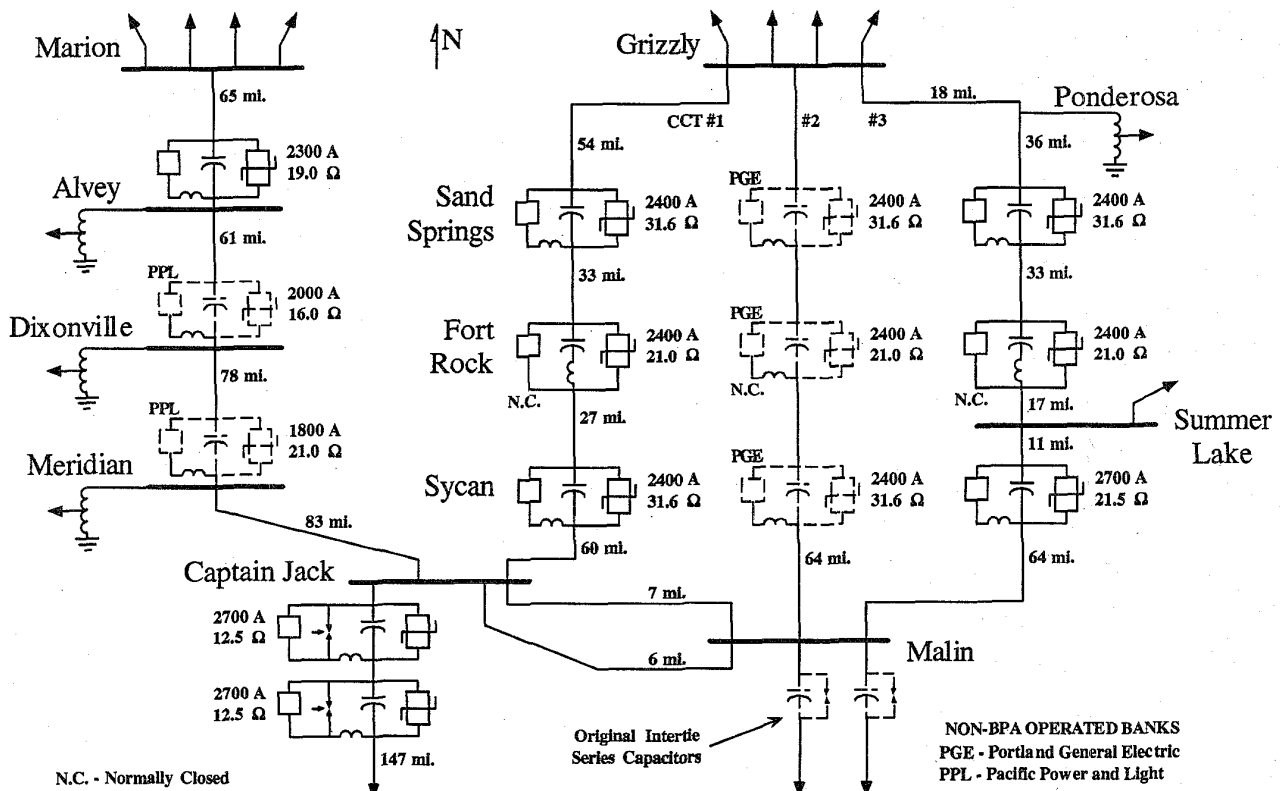 Marion
N
Grizzly
65 mi.
18 mi.
Ponderosa
CCT #1
#2
#3
54 mi.
36 mi.
2300 A
19.0 Ω
Alvey
61 mi.
Sand
Springs
2400 A
31.6 Ω
PGE
2400 A
31.6 Ω
2400 A
31.6 Ω
33 mi.
33 mi.
PPL
2000 A
16.0 Ω
Dixonville
78 mi.
Fort
Rock
2400 A
21.0 Ω
N.C.
PGE
2400 A
21.0 Ω
N.C.
2400 A
21.0 Ω
N.C.
27 mi.
17 mi.
Summer
Lake
11 mi.
PPL
1800 A
21.0 Ω
Meridian
83 mi.
Sycan
2400 A
31.6 Ω
PGE
2400 A
31.6 Ω
2700 A
21.5 Ω
60 mi.
64 mi.
64 mi.
Captain Jack
7 mi.
6 mi.
Malin
2700 A
12.5 Ω
2700 A
12.5 Ω
147 mi.
Original Intertie
Series Capacitors
N.C. - Normally Closed
NON-BPA OPERATED BANKS
PGE - Portland General Electric
PPL - Pacific Power and Light